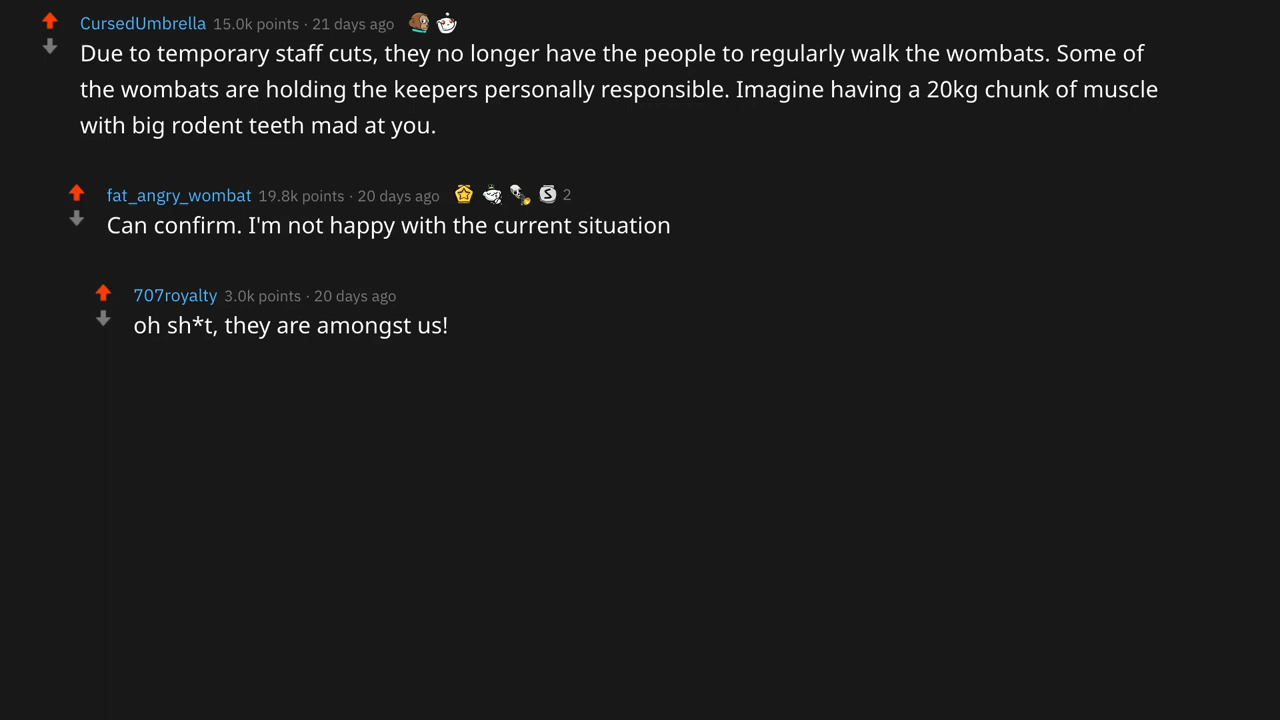 CursedUmbrella 15.0k points · 21 days ago
Due to temporary staff cuts, they no longer have the people to regularly walk the wombats. Some of
the wombats are holding the keepers personally responsible. Imagine having a 20kg chunk of muscle
with big rodent teeth mad at you.
fat_angry_wombat 19.8k points · 20 days ago 2
Can confirm. I'm not happy with the current situation
707royalty 3.0k points · 20 days ago
oh sh*t, they are amongst us!